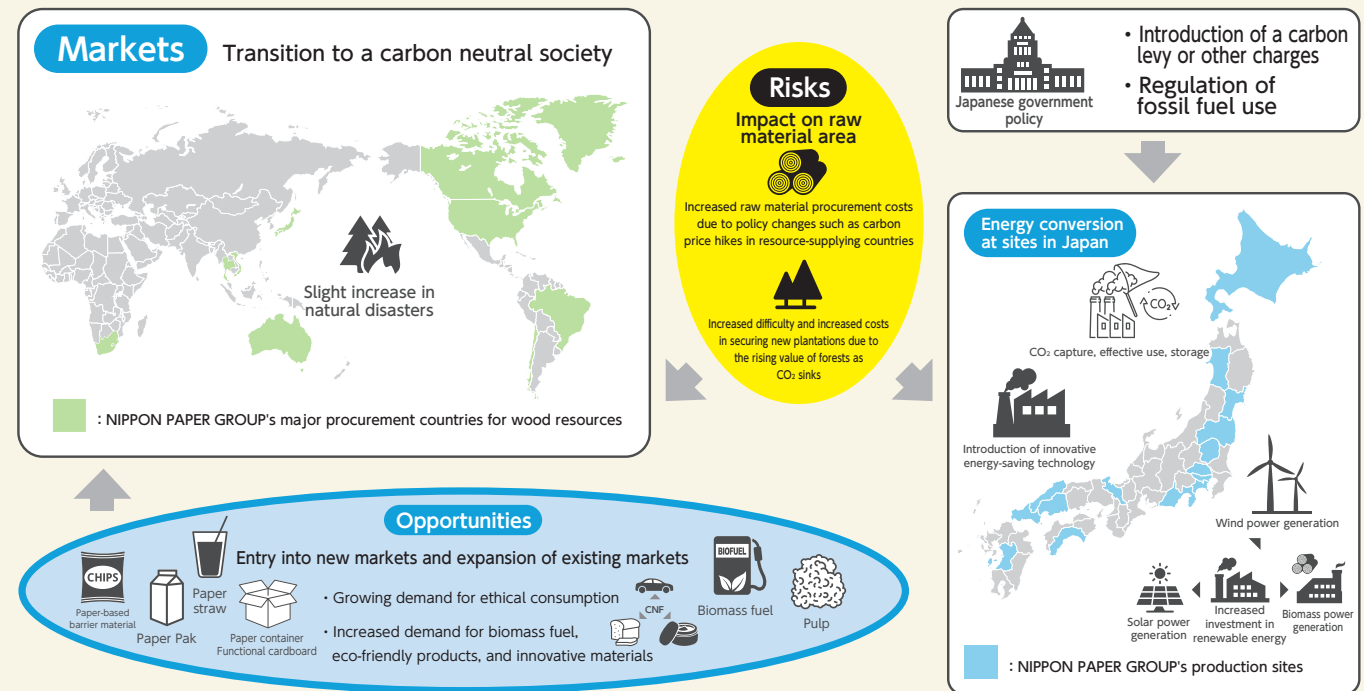 Markets
Transition to a carbon neutral society
Slight increase in
natural disasters
: NIPPON PAPER GROUP's major procurement countries for wood resources
Risks
Impact on raw
material area
Increased raw material procurement costs
due to policy changes such as carbon
price hikes in resource-supplying countries
Increased difficulty and increased costs
in securing new plantations due to
the rising value of forests as
CO₂ sinks
Japanese government
policy
・Introduction of a carbon
levy or other charges
・Regulation of
fossil fuel use
Energy conversion
at sites in Japan
CO₂
CO₂ capture, effective use, storage
Introduction of innovative
energy-saving technology
Wind power generation
Solar power
generation
Increased
investment in
renewable energy
Biomass power
generation
: NIPPON PAPER GROUP's production sites
Opportunities
Entry into new markets and expansion of existing markets
CHIPS
Paper-based
barrier material
Paper Pak
Paper
straw
Paper container
Functional cardboard
・Growing demand for ethical consumption
・Increased demand for biomass fuel,
eco-friendly products, and innovative materials
CNF
BIOFUEL
Biomass fuel
Pulp